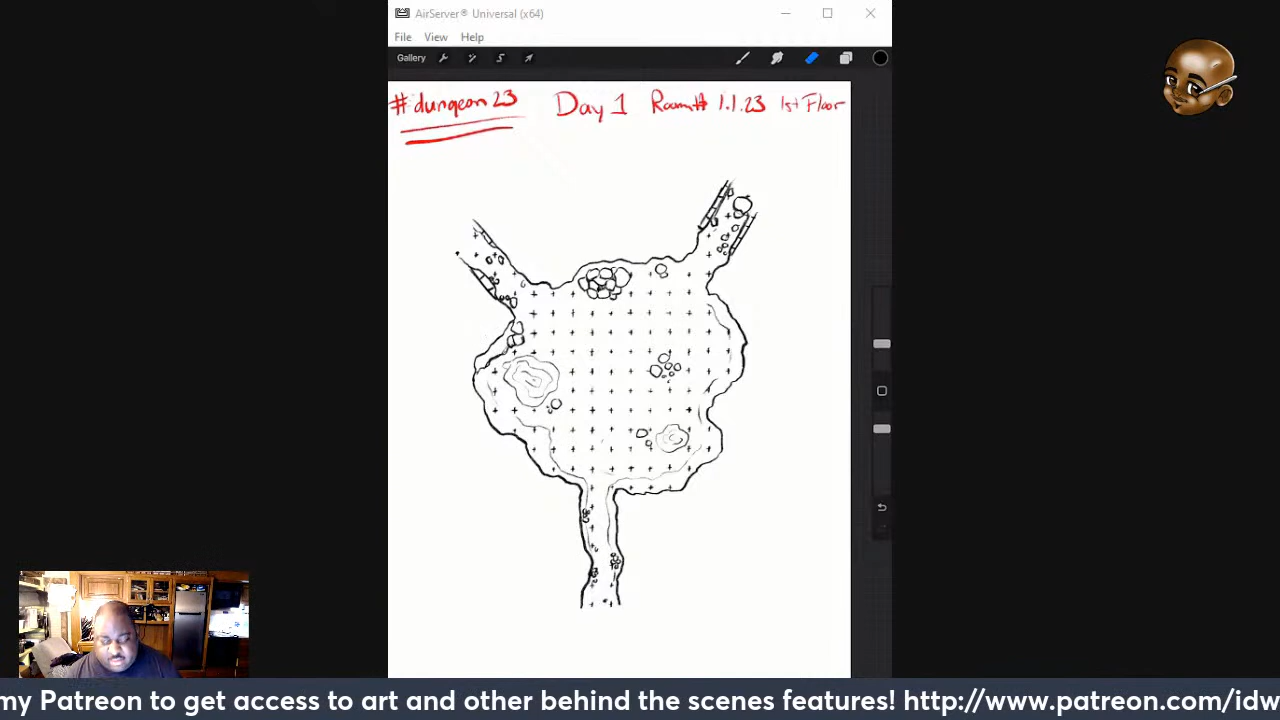 AirServer® Universal (x64)
File View Help
Gallery
#dungeon23 Day 1 Room# 1.1.23 1st Floor
my Patreon to get access to art and other behind the scenes features! http://www.patreon.com/idw